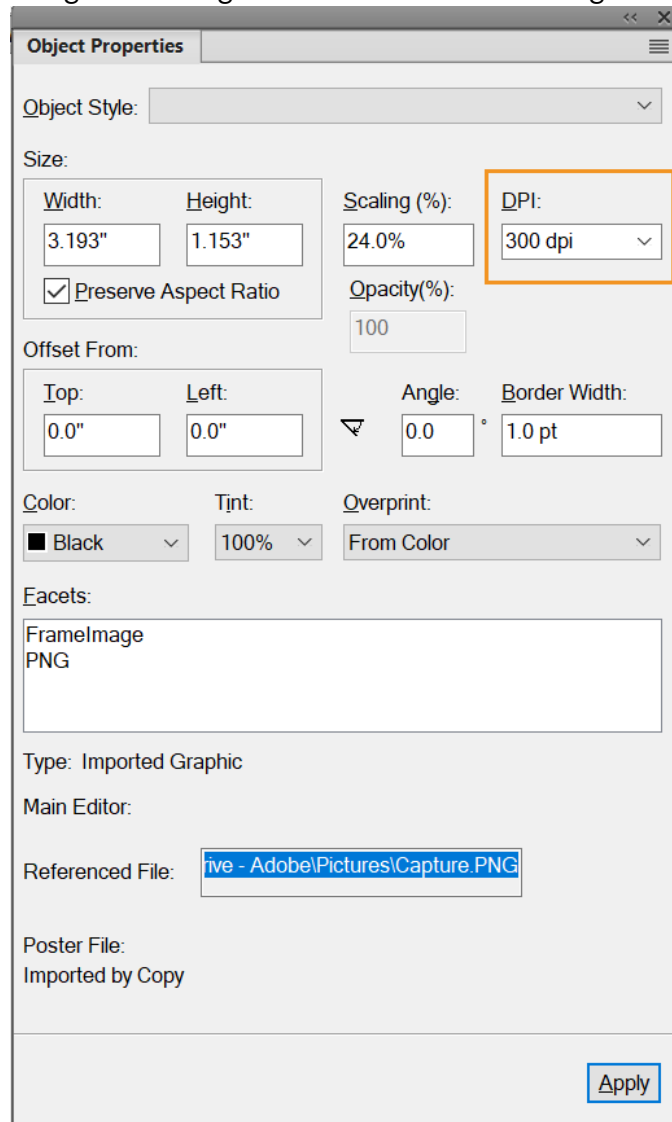 << X
Object Properties
Object Style:
Size:
Width: Height: Scaling (%): DPI:
3.193" 1.153" 24.0% 300 dpi
Preserve Aspect Ratio Opacity(%):
100
Offset From:
Top: Left: Angle: Border Width:
0.0" 0.0" 0.0 ° 1.0 pt
Color: Tint: Overprint:
Black 100% From Color
Facets:
FrameImage
PNG
Type: Imported Graphic
Main Editor:
Referenced File: rive - Adobe\Pictures\Capture.PNG
Poster File:
Imported by Copy
Apply